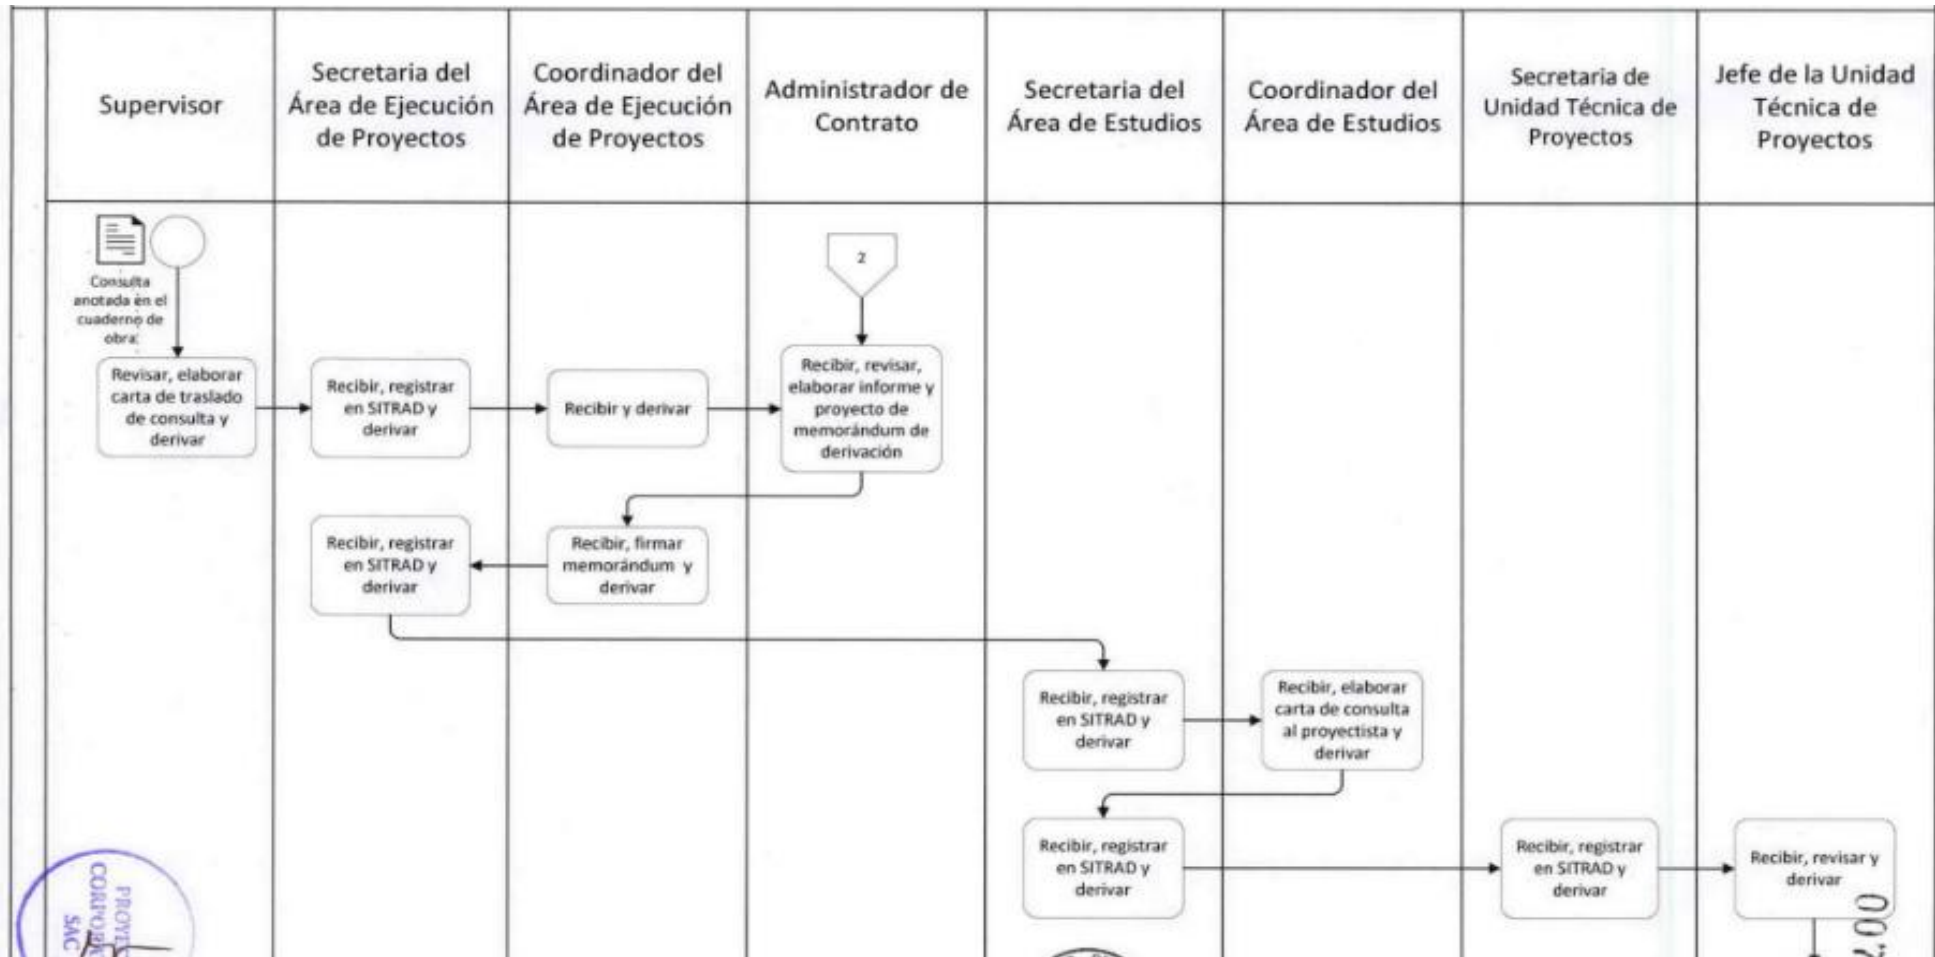 Supervisor
Secretaria del
Área de Ejecución
de Proyectos
Coordinador del
Área de Ejecución
de Proyectos
Administrador de
Contrato
Secretaria del
Área de Estudios
Coordinador del
Área de Estudios
Secretaria de
Unidad Técnica de
Proyectos
Jefe de la Unidad
Técnica de
Proyectos
Consulta
anotada en el
cuaderno de
obra.
2
Revisar, elaborar
carta de traslado
de consulta y
derivar
Recibir, registrar
en SITRAD y
derivar
Recibir y derivar
Recibir, revisar,
elaborar informe y
proyecto de
memorándum de
derivación
Recibir, registrar
en SITRAD y
derivar
Recibir, firmar
memorándum y
derivar
Recibir, registrar
en SITRAD y
derivar
Recibir, elaborar
carta de consulta
al proyectista y
derivar
Recibir, registrar
en SITRAD y
derivar
Recibir, registrar
en SITRAD y
derivar
Recibir, revisar y
derivar
SAC